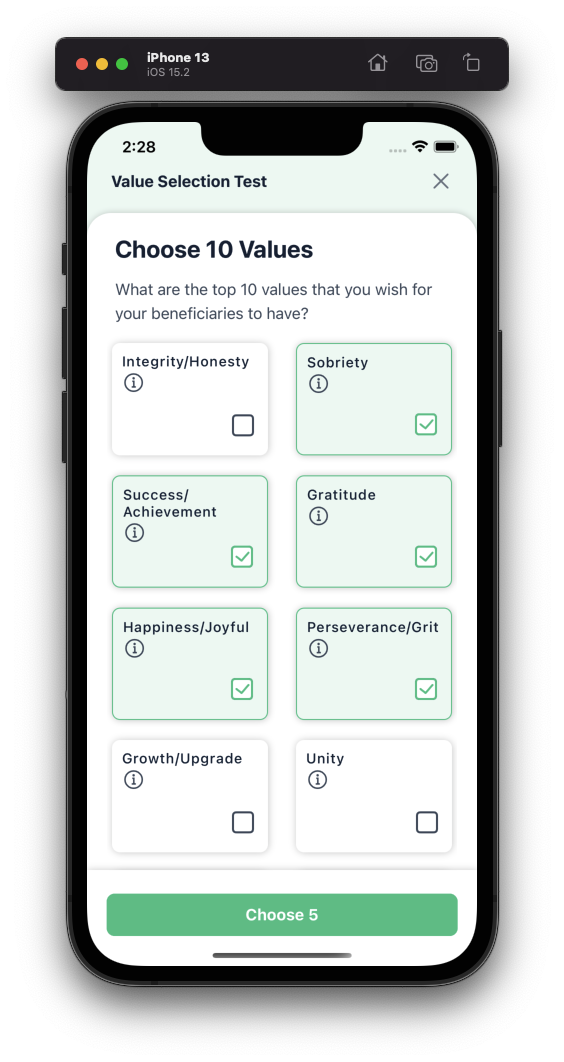 iPhone 13
iOS 15.2
2:28
Value Selection Test
Choose 10 Values
What are the top 10 values that you wish for
your beneficiaries to have?
Integrity/Honesty
Sobriety
Success/
Achievement
Gratitude
Happiness/Joyful
Perseverance/Grit
Growth/Upgrade
Unity
Choose 5